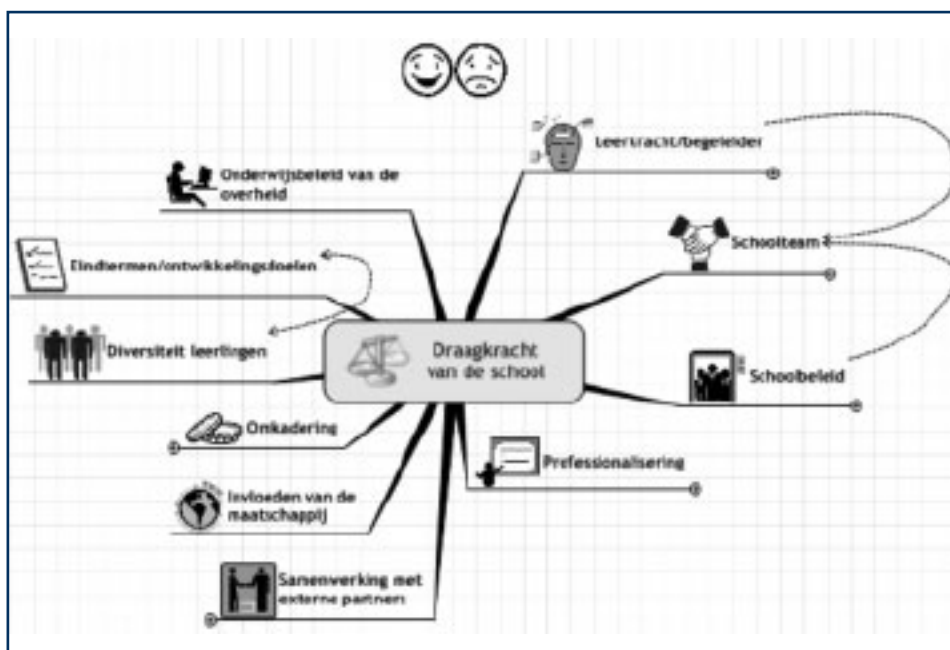 Leerkracht/begeleider
Onderwijsbeleid van de
overheid
Schoolteam
Eindtermen/ontwikkelingsdoelen
Diversiteit leerlingen
Draagkracht
van de school
Schoolbeleid
Omkadering
Professionalisering
Invloeden van de
maatschappij
Samenwerking met
externe partners